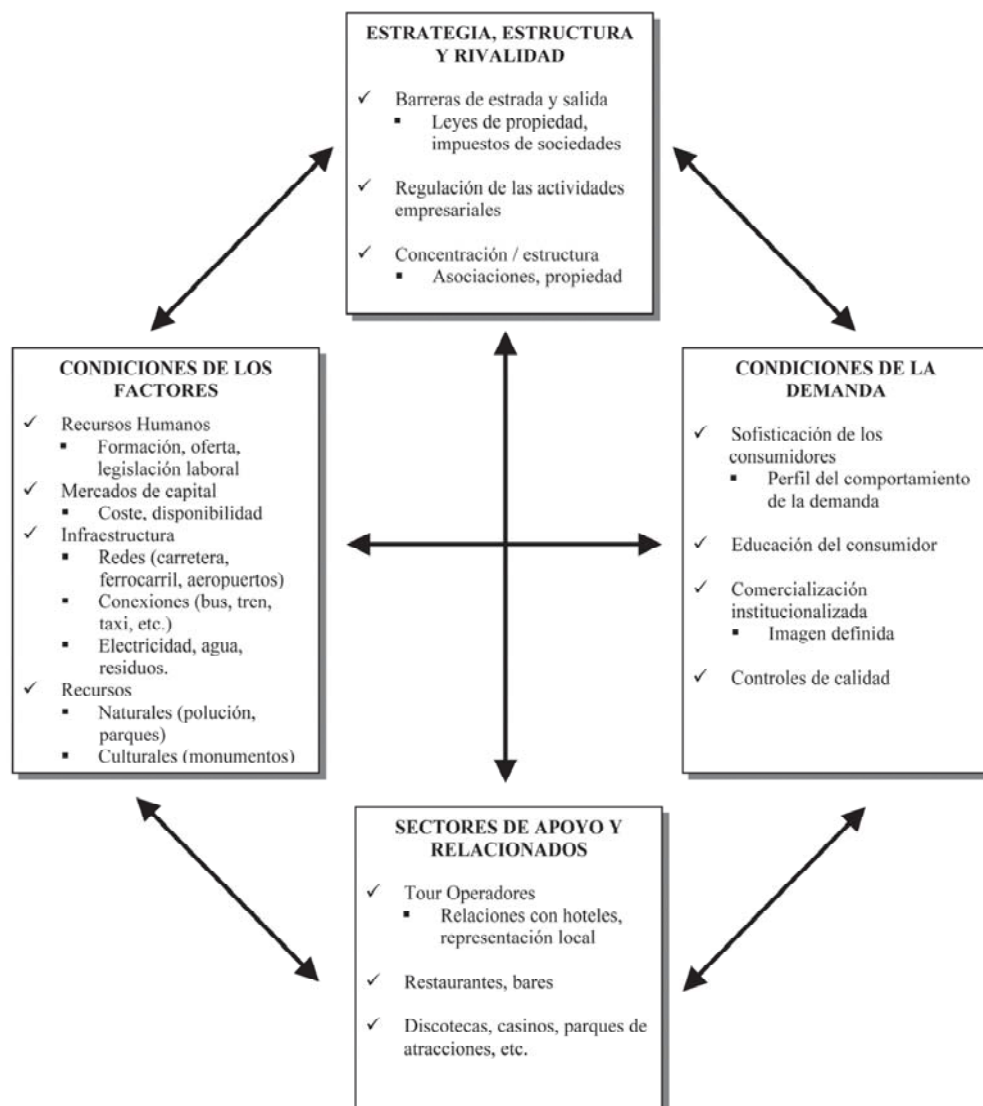 ESTRATEGIA, ESTRUCTURA
Y RIVALIDAD
✓ Barreras de estrada y salida
▪ Leyes de propiedad,
impuestos de sociedades
✓ Regulación de las actividades
empresariales
✓ Concentración / estructura
▪ Asociaciones, propiedad
CONDICIONES DE LOS
FACTORES
✓ Recursos Humanos
▪ Formación, oferta,
legislación laboral
✓ Mercados de capital
▪ Coste, disponibilidad
✓ Infraestructura
▪ Redes (carretera,
ferrocarril, aeropuertos)
▪ Conexiones (bus, tren,
taxi, etc.)
▪ Electricidad, agua,
residuos.
✓ Recursos
▪ Naturales (polución,
parques)
▪ Culturales (monumentos)
CONDICIONES DE LA
DEMANDA
✓ Sofisticación de los
consumidores
▪ Perfil del comportamiento
de la demanda
✓ Educación del consumidor
✓ Comercialización
institucionalizada
▪ Imagen definida
✓ Controles de calidad
SECTORES DE APOYO Y
RELACIONADOS
✓ Tour Operadores
▪ Relaciones con hoteles,
representación local
✓ Restaurantes, bares
✓ Discotecas, casinos, parques de
atracciones, etc.